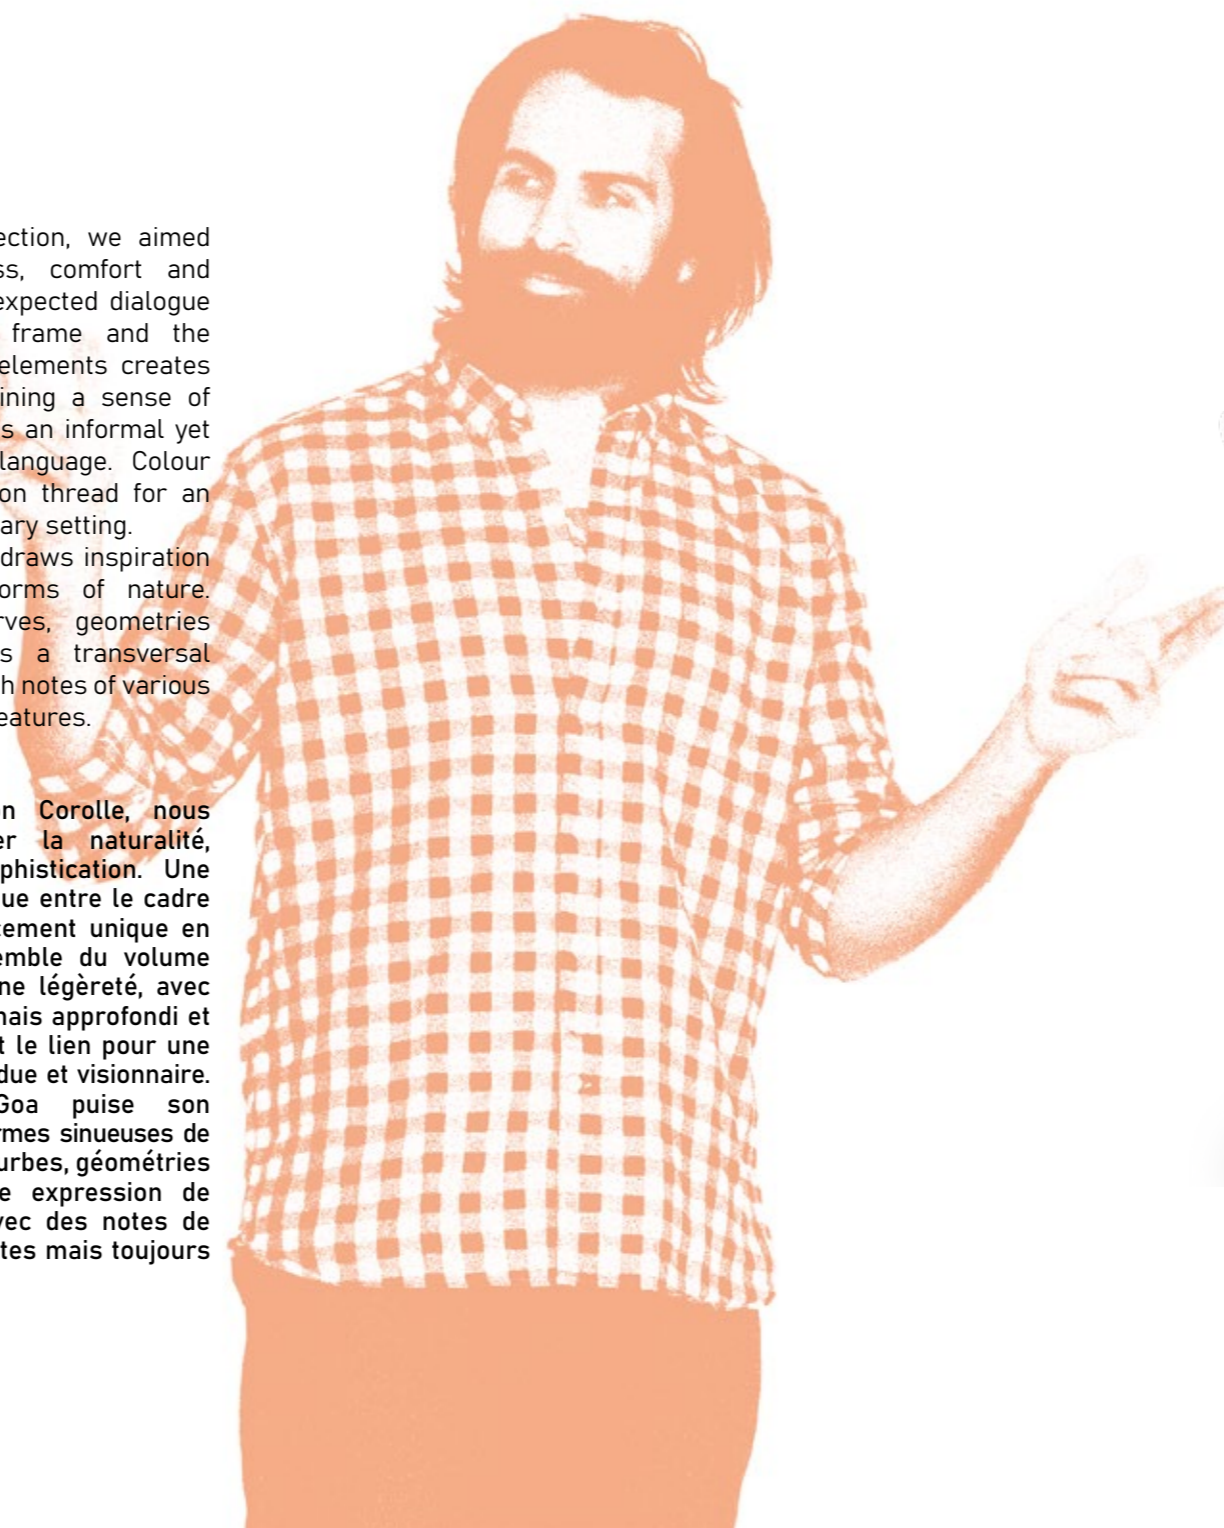 ection, we aimed
ss, comfort and
expected dialogue
frame and the
elements creates
ining a sense of
s an informal yet
language. Colour
on thread for an
ary setting.
draws inspiration
orms of nature.
rves, geometries
s a transversal
h notes of various
eatures.
n Corolle, nous
er la naturalité,
phistication. Une
ue entre le cadre
cement unique en
emble du volume
ne légèreté, avec
mais approfondi et
t le lien pour une
due et visionnaire.
Goa puise son
rmes sinueuses de
urbes, géométries
e expression de
vec des notes de
tes mais toujours